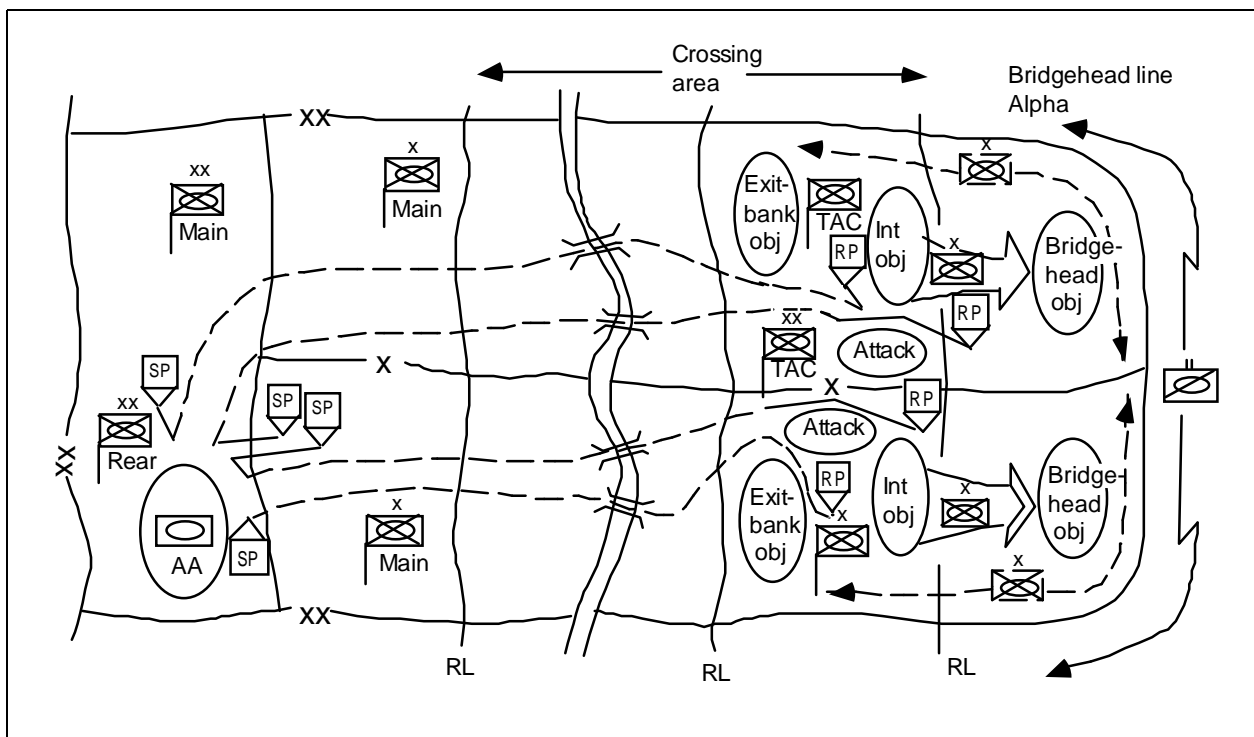 Crossing
area
Bridgehead line
Alpha
XX
xx
Main
x
Main
Exit-
bank
obj
TAC
RP
Int
obj
x
x
Bridge-
head
obj
RP
xx
TAC
Attack
X
X
SP
SP
SP
xx
Rear
XX
AA
SP
x
Main
Attack
RP
RP
Exit-
bank
obj
x
Int
obj
x
Bridge-
head
obj
x
II
XX
RL
RL
RL